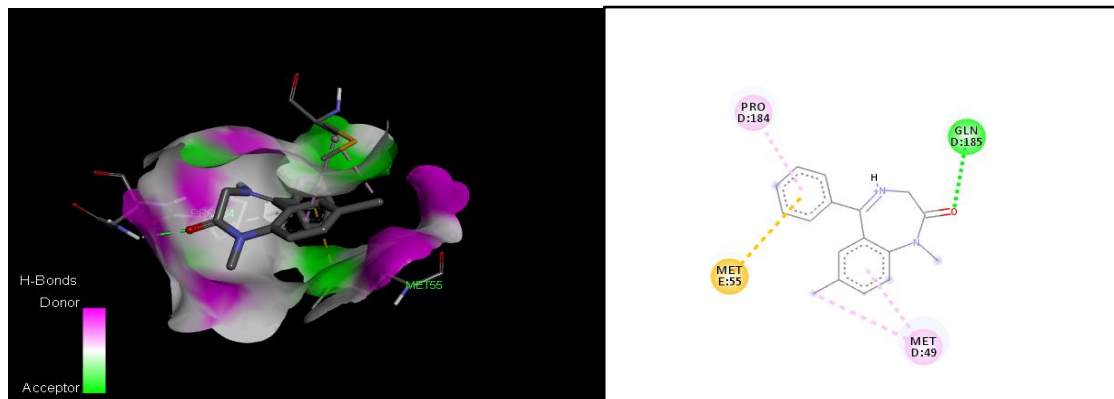 MET55
H-Bonds
Donor
Acceptor
PRO
D:184
GLN
D:185
H
N
O
N
MET
E:55
MET
D:49